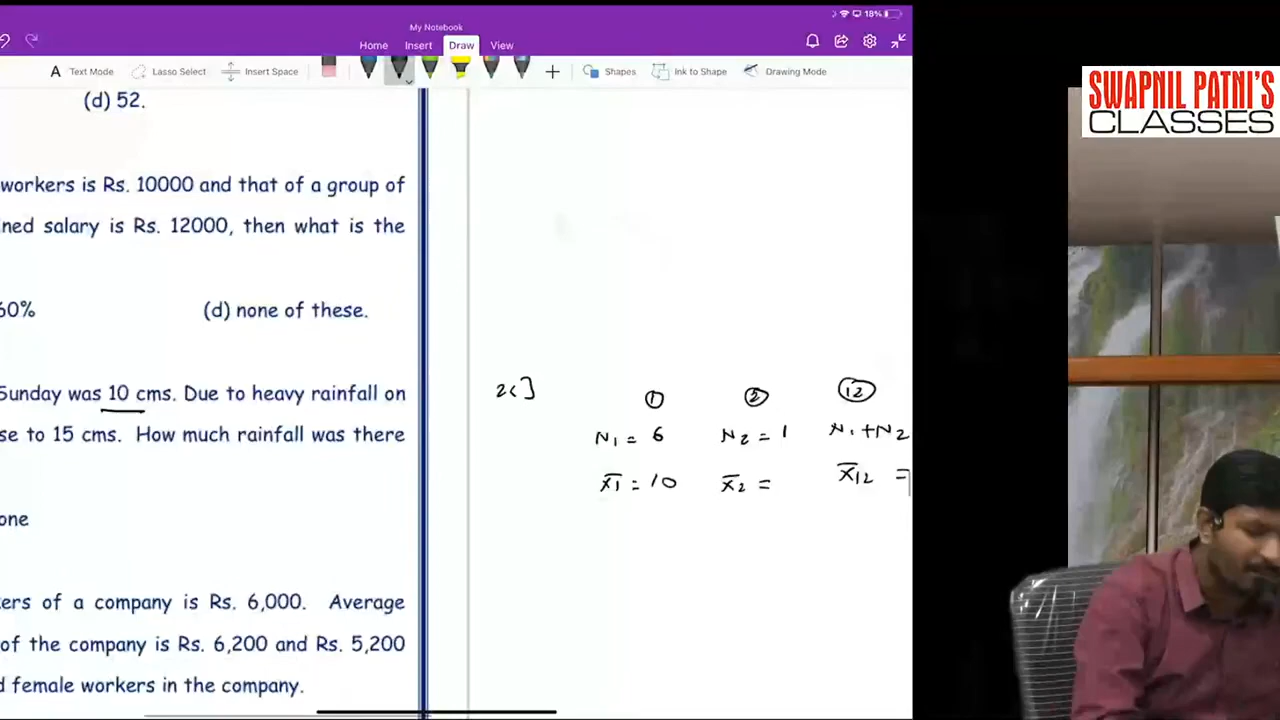 18%
My Notebook
Home Insert Draw View
A Text Mode Lasso Select Insert Space Shapes Ink to Shape Drawing Mode
SWAPNIL PATNI'S
CLASSES
(d) 52.
workers is Rs. 10000 and that of a group of
ned salary is Rs. 12000, then what is the
60% (d) none of these.
Sunday was 10 cms. Due to heavy rainfall on
se to 15 cms. How much rainfall was there
one
kers of a company is Rs. 6,000. Average
of the company is Rs. 6,200 and Rs. 5,200
d female workers in the company.
① ② ⑫
N₁ = 6 N₂ = 1 N₁+N₂
x̄₁ = 10 x̄₂ = x̄₁₂ =